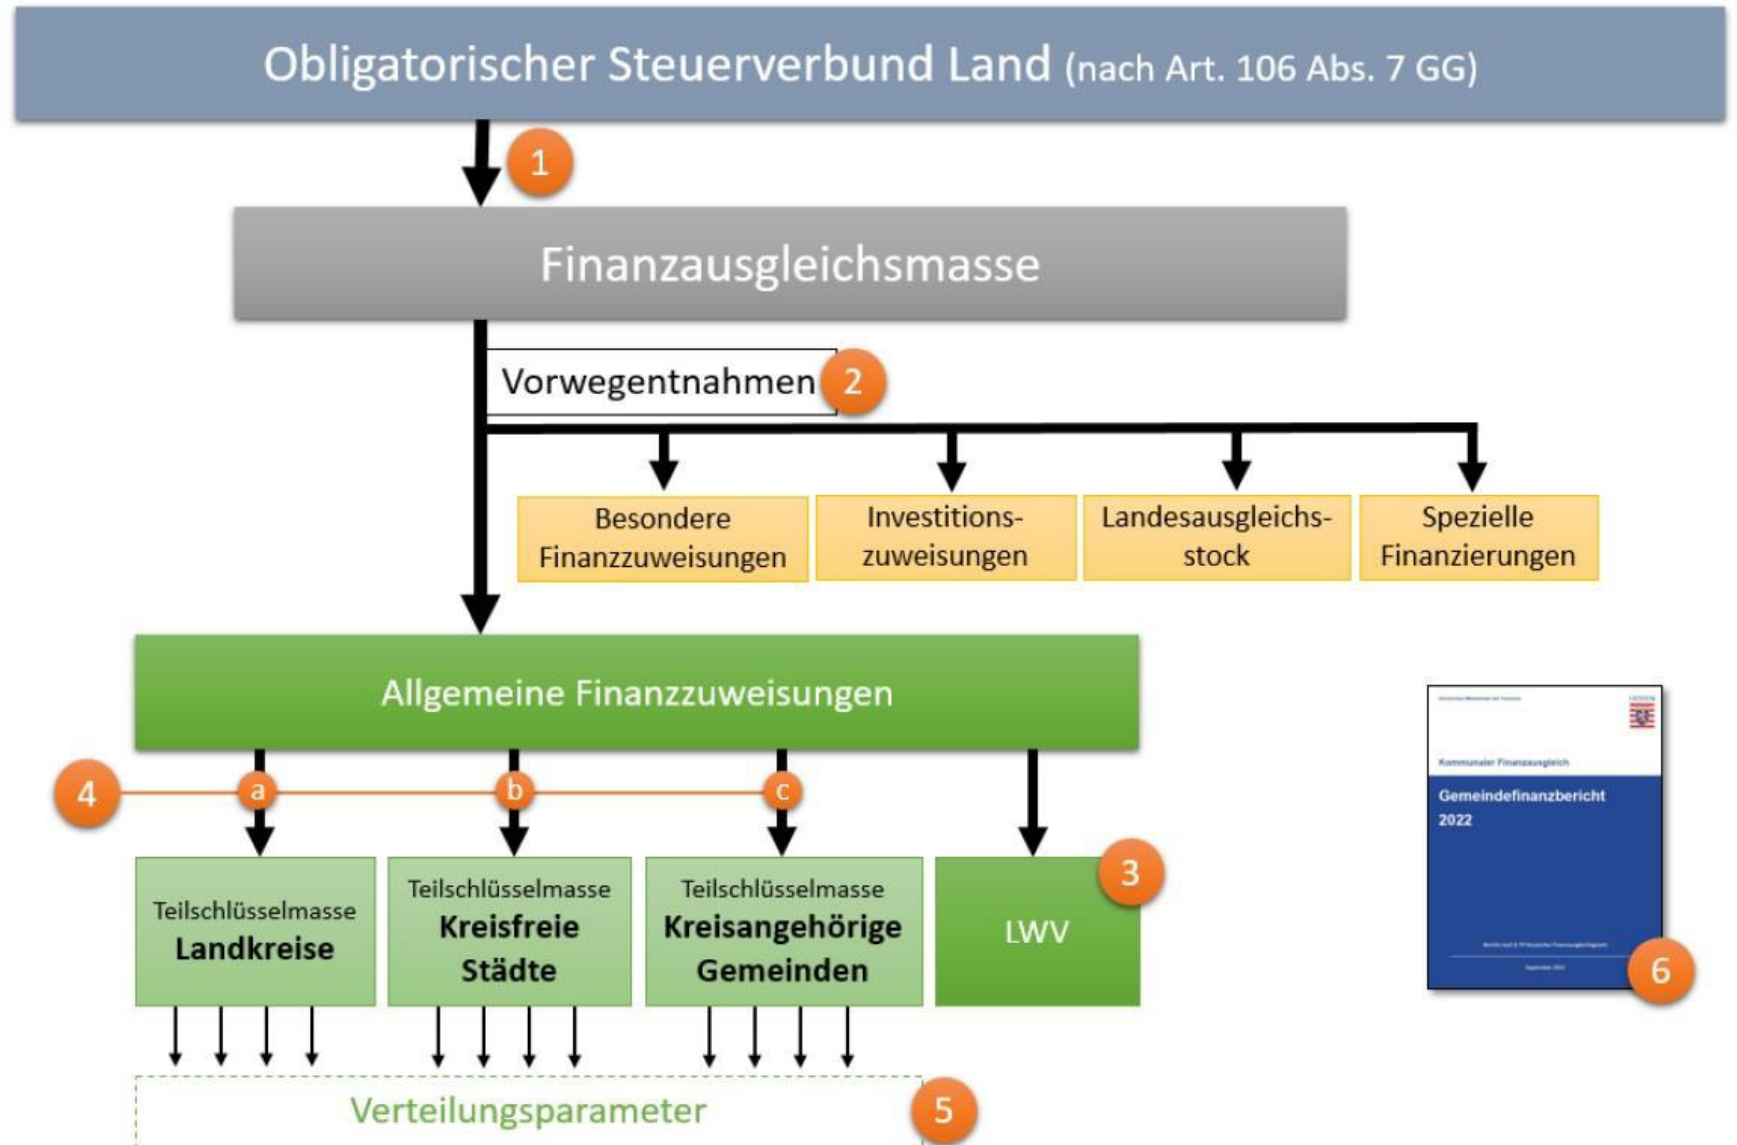 Obligatorischer Steuerverbund Land (nach Art. 106 Abs. 7 GG)
1
Finanzausgleichsmasse
Vorwegentnahmen
2
Besondere
Finanzzuweisungen
Investitions-
zuweisungen
Landesausgleichs-
stock
Spezielle
Finanzierungen
Allgemeine Finanzzuweisungen
4
a
b
c
Teilschlüsselmasse
Landkreise
Teilschlüsselmasse
Kreisfreie
Städte
Teilschlüsselmasse
Kreisangehörige
Gemeinden
LWV
3
Verteilungsparameter
5
Kommunaler Finanzausgleich
Gemeindefinanzbericht
2022
6